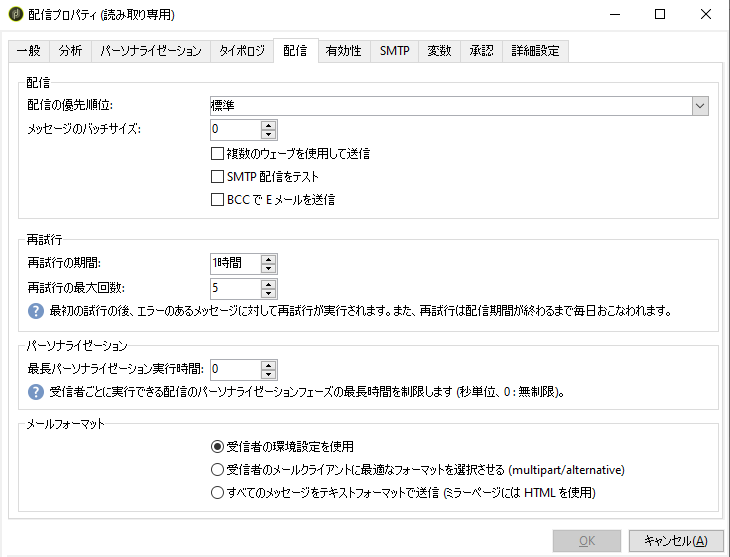 配信プロパティ (読み取り専用)
一般 分析 パーソナライゼーション タイポロジ 配信 有効性 SMTP 変数 承認 詳細設定
配信
配信の優先順位: 標準
メッセージのバッチサイズ: 0
複数のウェーブを使用して送信
SMTP 配信をテスト
BCC で E メールを送信
再試行
再試行の期間: 1時間
再試行の最大回数: 5
? 最初の試行の後、エラーのあるメッセージに対して再試行が実行されます。また、再試行は配信期間が終わるまで毎日おこなわれます。
パーソナライゼーション
最長パーソナライゼーション実行時間: 0
? 受信者ごとに実行できる配信のパーソナライゼーションフェーズの最長時間を制限します (秒単位、0 : 無制限)。
メールフォーマット
受信者の環境設定を使用
受信者のメールクライアントに最適なフォーマットを選択させる (multipart/alternative)
すべてのメッセージをテキストフォーマットで送信 (ミラーページには HTML を使用)
OK キャンセル(A)